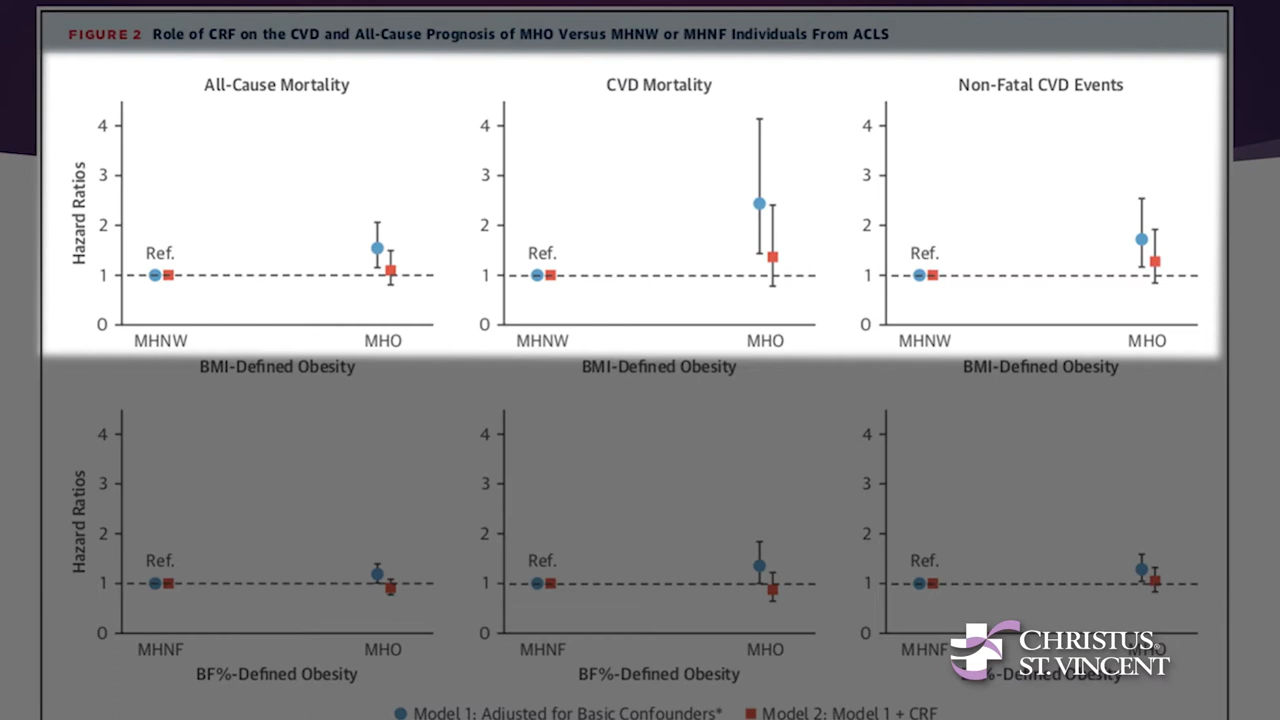 FIGURE 2 Role of CRF on the CVD and All-Cause Prognosis of MHO Versus MHNW or MHNF Individuals From ACLS
All-Cause Mortality
CVD Mortality
Non-Fatal CVD Events
Hazard Ratios
4
3
2
1
0
Ref.
MHNW
MHO
BMI-Defined Obesity
4
3
2
1
0
Ref.
MHNW
MHO
BMI-Defined Obesity
4
3
2
1
0
Ref.
MHNW
MHO
BMI-Defined Obesity
Hazard Ratios
4
3
2
1
0
Ref.
MHNF
MHO
BF%-Defined Obesity
4
3
2
1
0
Ref.
MHNF
MHO
BF%-Defined Obesity
4
3
2
1
0
Ref.
MHNF
MHO
%-Defined Obesity
CHRISTUS®
ST. VINCENT
Model 1: Adjusted for Basic Confounders*
Model 2: Model 1 + CRF